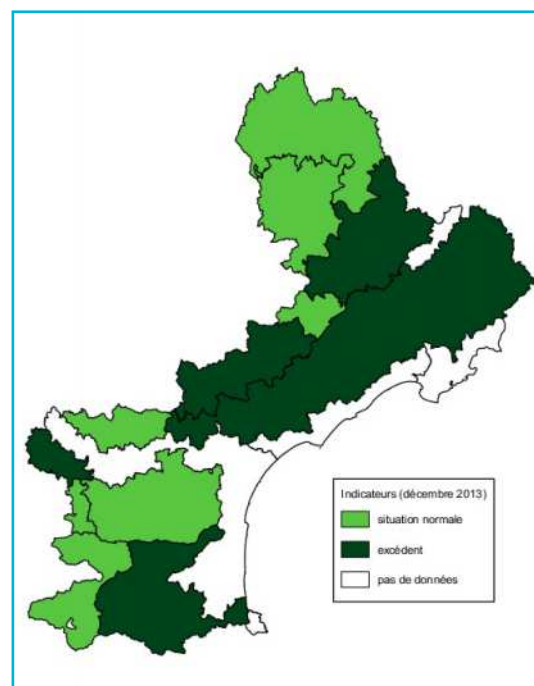 Indicateurs (décembre 2013)
situation normale
excédent
pas de données